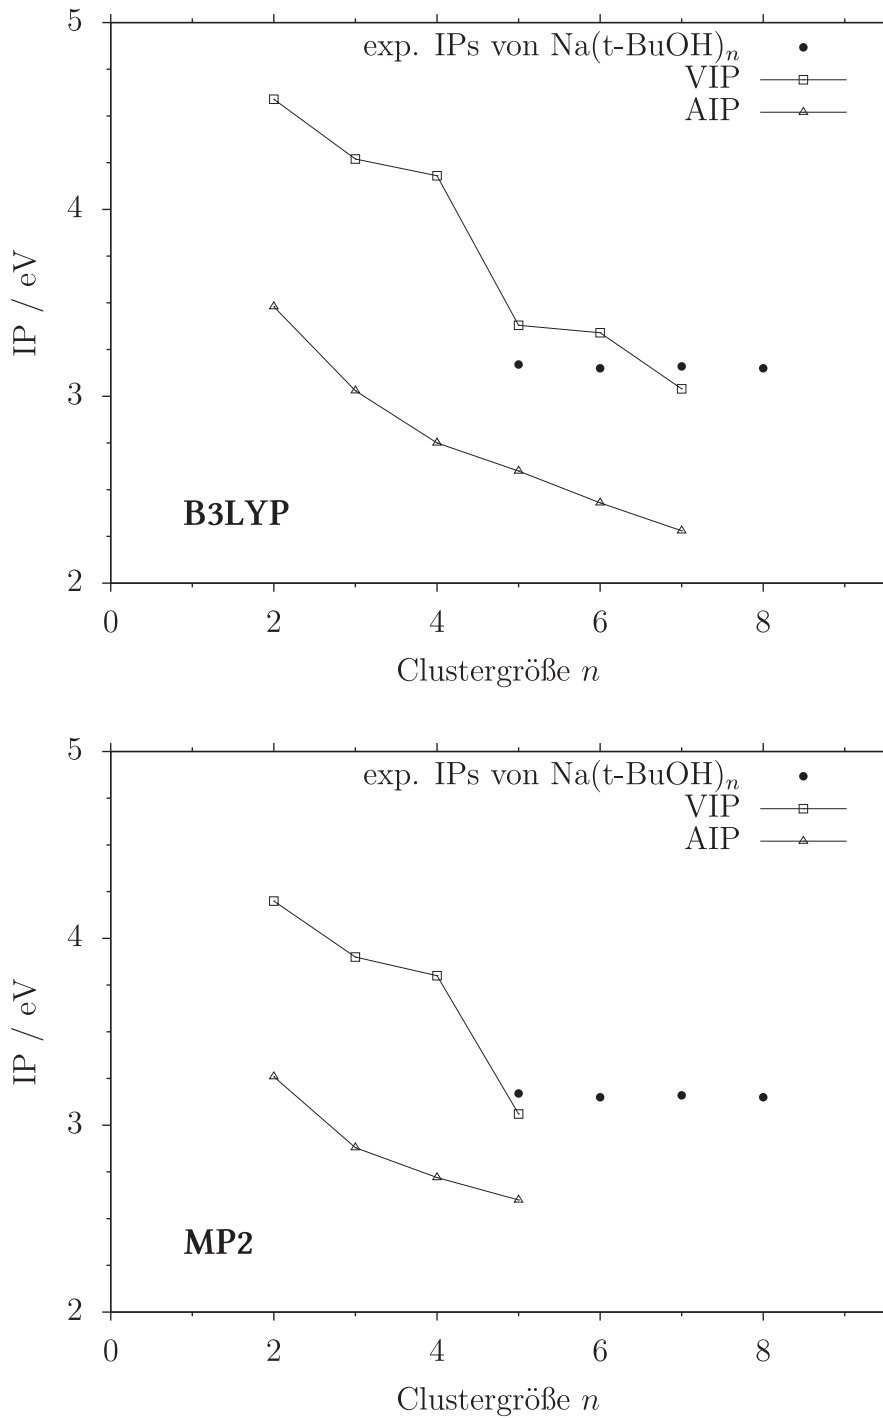 5
exp. IPs von Na(t-BuOH)n
VIP
AIP
4
IP / eV
3
B3LYP
2
0 2 4 6 8
Clustergröße n
5
exp. IPs von Na(t-BuOH)n
VIP
AIP
4
IP / eV
3
MP2
2
0 2 4 6 8
Clustergröße n